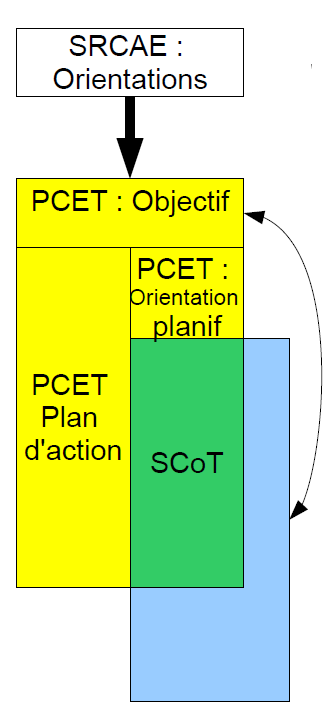 SRCAE :
Orientations
PCET : Objectif
PCET :
Orientation
planif
PCET
Plan
d'action
SCoT